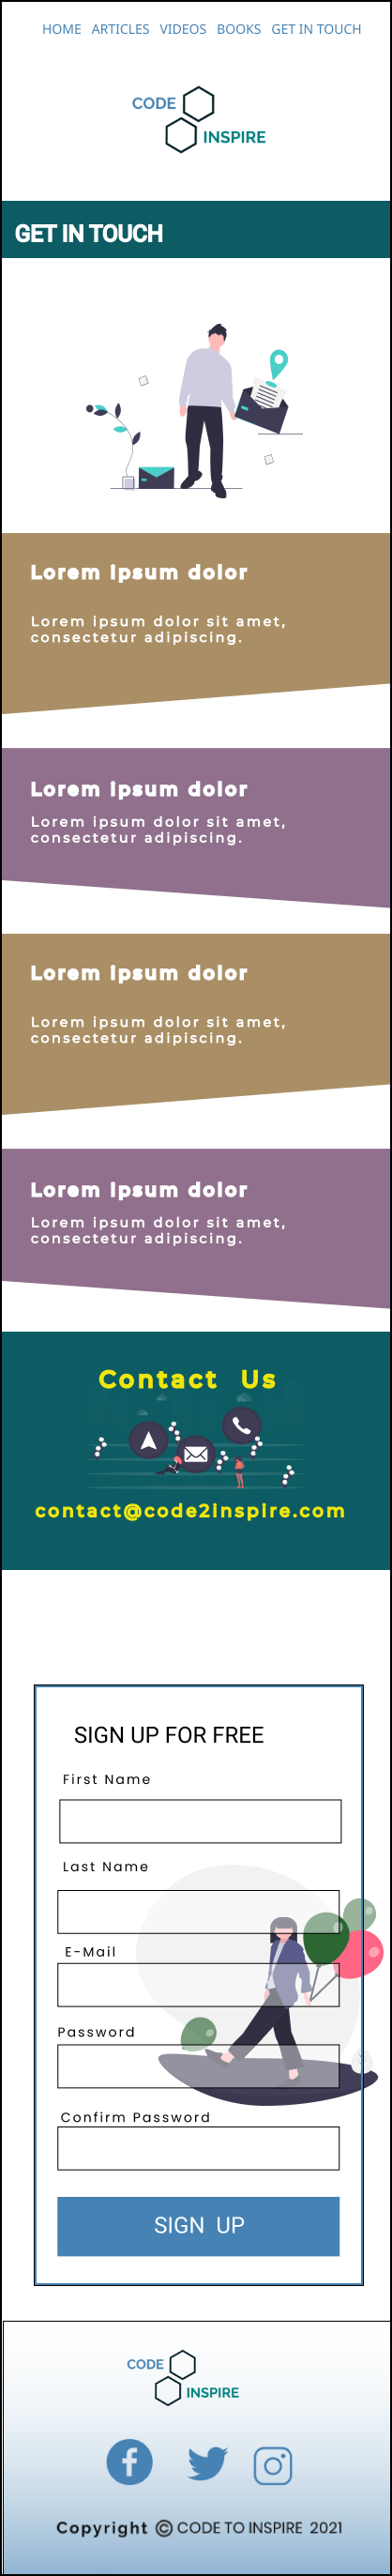 HOME ARTICLES VIDEOS BOOKS GET IN TOUCH
CODE
INSPIRE
GET IN TOUCH
Lorem ipsum dolor
Lorem ipsum dolor sit amet,
consectetur adipiscing.
Lorem ipsum dolor
Lorem ipsum dolor sit amet,
consectetur adipiscing.
Lorem ipsum dolor
Lorem ipsum dolor sit amet,
consectetur adipiscing.
Lorem ipsum dolor
Lorem ipsum dolor sit amet,
consectetur adipiscing.
Contact Us
contact@code2inspire.com
SIGN UP FOR FREE
First Name
Last Name
E-Mail
Password
Confirm Password
SIGN UP
CODE
INSPIRE
Copyright © CODE TO INSPIRE 2021